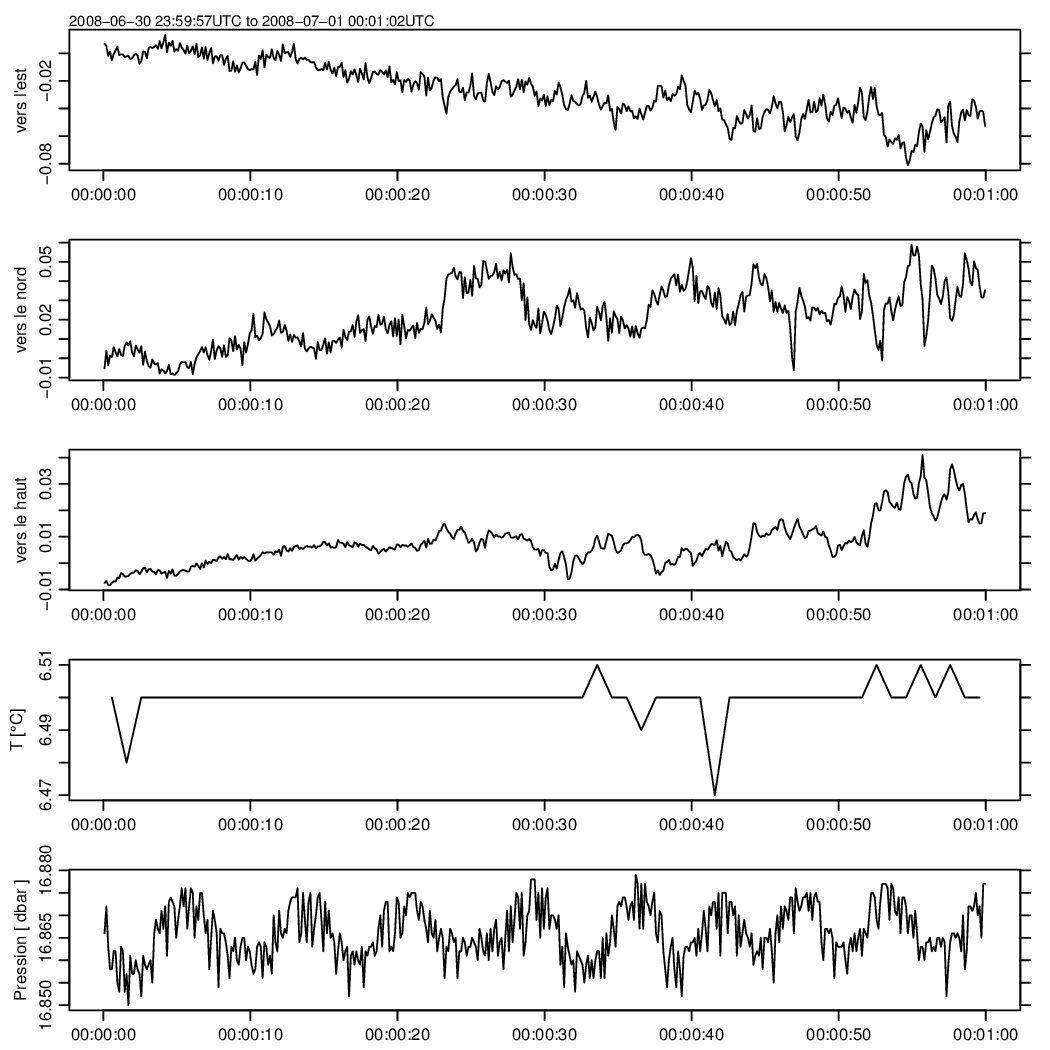 2008−06−30 23:59:57UTC to 2008−07−01 00:01:02UTC
vers l'est
−0.02
−0.08
00:00:00 00:00:10 00:00:20 00:00:30 00:00:40 00:00:50 00:01:00
vers le nord
0.05
0.02
−0.01
00:00:00 00:00:10 00:00:20 00:00:30 00:00:40 00:00:50 00:01:00
vers le haut
0.03
0.01
−0.01
00:00:00 00:00:10 00:00:20 00:00:30 00:00:40 00:00:50 00:01:00
T [°C]
6.51
6.49
6.47
00:00:00 00:00:10 00:00:20 00:00:30 00:00:40 00:00:50 00:01:00
Pression [ dbar ]
16.880
16.865
16.850
00:00:00 00:00:10 00:00:20 00:00:30 00:00:40 00:00:50 00:01:00